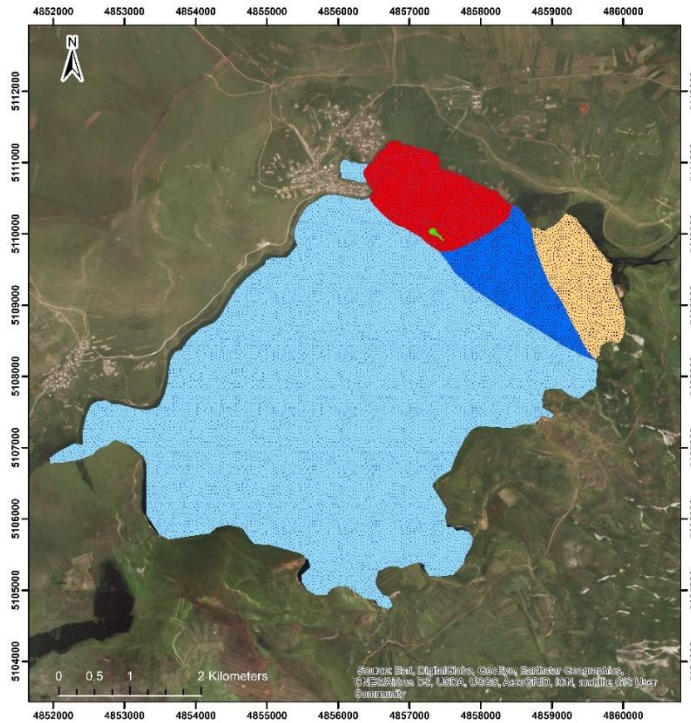 4852000 4853000 4854000 4855000 4856000 4857000 4858000 4859000 4860000
N
5112000
5111000
5110000
5109000
5108000
5107000
5106000
5105000
5104000
0 0.5 1 2 Kilometers
Source: Esri, DigitalGlobe, GeoEye, Earthstar Geographics,
CNES/Airbus DS, USDA, USGS, AeroGRID, IGN, and the GIS User
Community
4852000 4853000 4854000 4855000 4856000 4857000 4858000 4859000 4860000